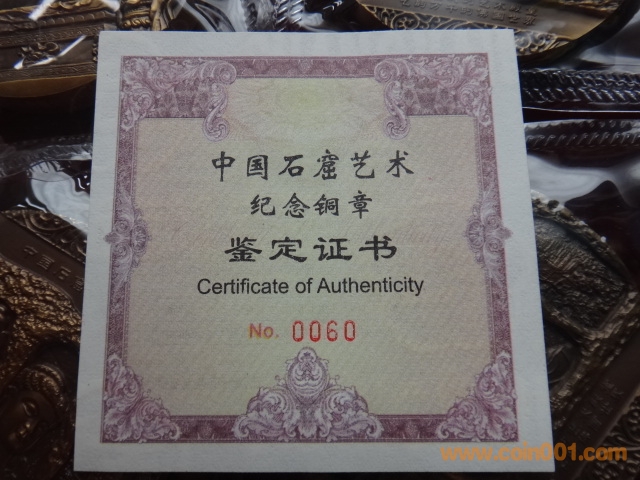 中国石窟艺术
纪念铜章
鉴定证书
Certificate of Authenticity
No. 0060
www.coin001.com